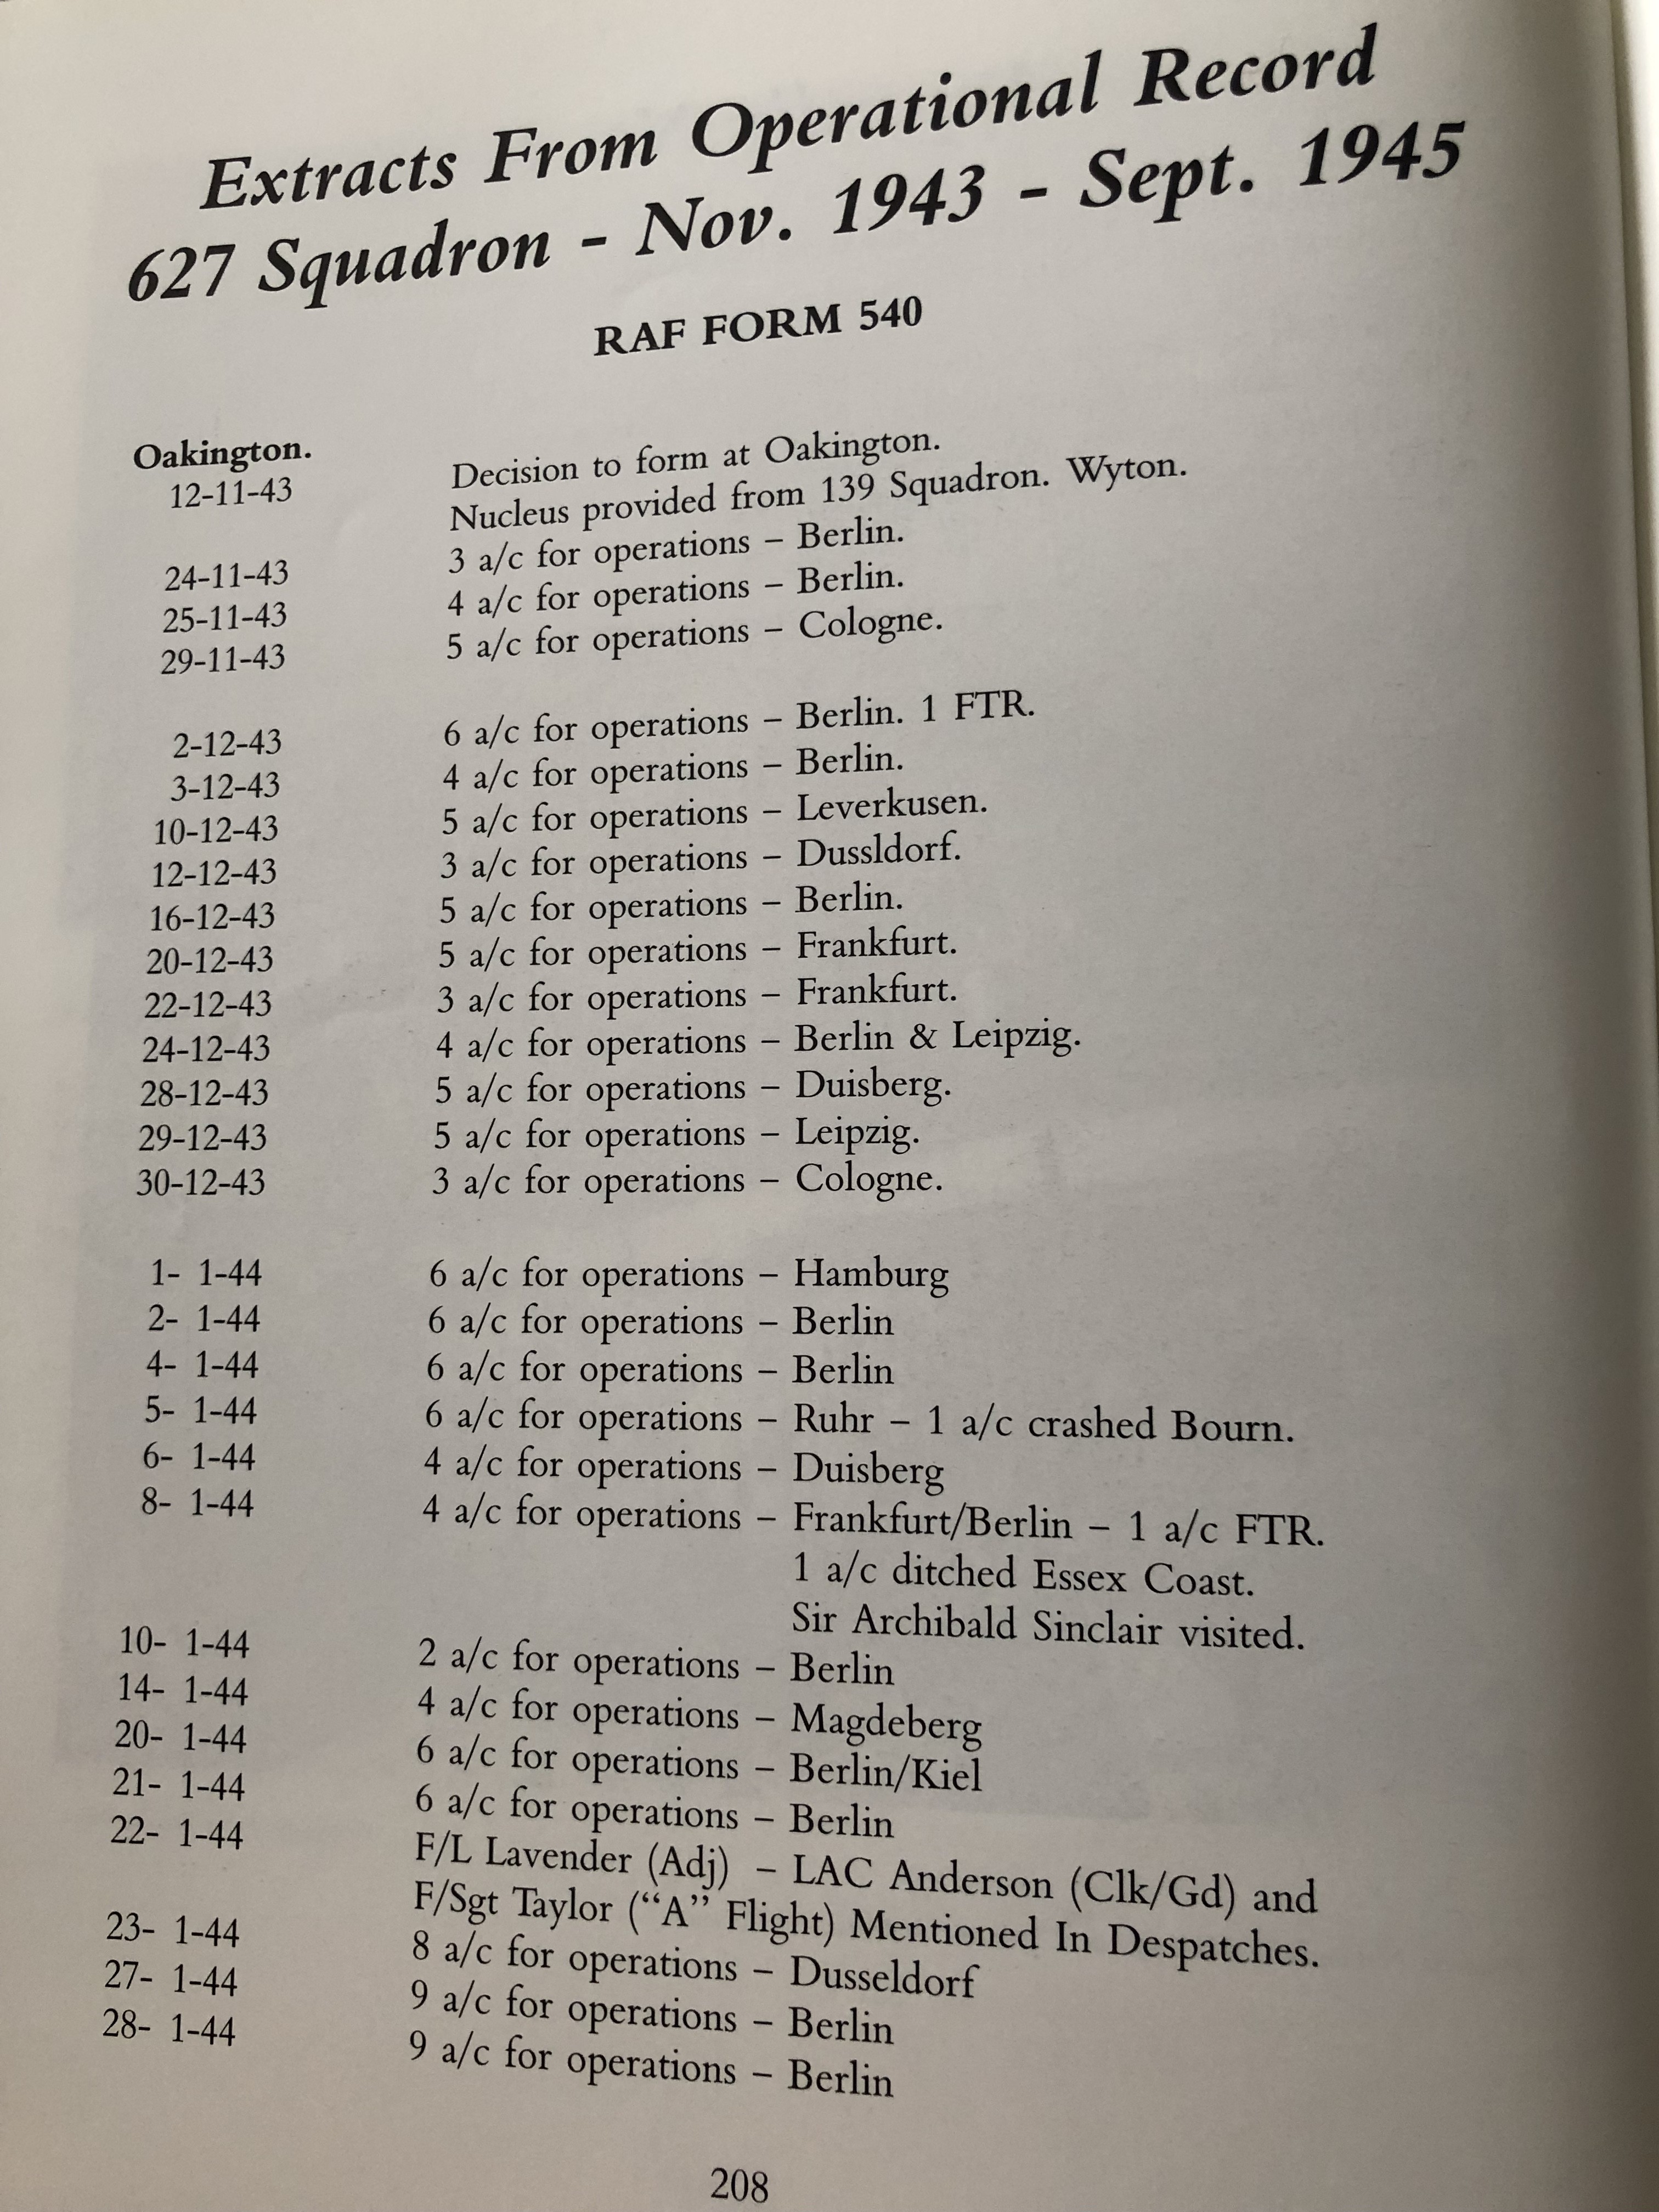 Extracts From Operational Record
627 Squadron - Nov. 1943 - Sept. 1945
RAF FORM 540
Oakington.
12-11-43 Decision to form at Oakington.
Nucleus provided from 139 Squadron. Wyton.
24-11-43 3 a/c for operations – Berlin.
25-11-43 4 a/c for operations – Berlin.
29-11-43 5 a/c for operations – Cologne.
2-12-43 6 a/c for operations – Berlin. 1 FTR.
3-12-43 4 a/c for operations – Berlin.
10-12-43 5 a/c for operations – Leverkusen.
12-12-43 3 a/c for operations – Dussldorf.
16-12-43 5 a/c for operations – Berlin.
20-12-43 5 a/c for operations – Frankfurt.
22-12-43 3 a/c for operations – Frankfurt.
24-12-43 4 a/c for operations – Berlin & Leipzig.
28-12-43 5 a/c for operations – Duisberg.
29-12-43 5 a/c for operations – Leipzig.
30-12-43 3 a/c for operations – Cologne.
1- 1-44 6 a/c for operations – Hamburg
2- 1-44 6 a/c for operations – Berlin
4- 1-44 6 a/c for operations – Berlin
5- 1-44 6 a/c for operations – Ruhr – 1 a/c crashed Bourn.
6- 1-44 4 a/c for operations – Duisberg
8- 1-44 4 a/c for operations – Frankfurt/Berlin – 1 a/c FTR.
1 a/c ditched Essex Coast.
Sir Archibald Sinclair visited.
10- 1-44 2 a/c for operations – Berlin
14- 1-44 4 a/c for operations – Magdeberg
20- 1-44 6 a/c for operations – Berlin/Kiel
21- 1-44 6 a/c for operations – Berlin
22- 1-44 F/L Lavender (Adj) – LAC Anderson (Clk/Gd) and
F/Sgt Taylor (“A” Flight) Mentioned In Despatches.
23- 1-44 8 a/c for operations – Dusseldorf
27- 1-44 9 a/c for operations – Berlin
28- 1-44 9 a/c for operations – Berlin
208